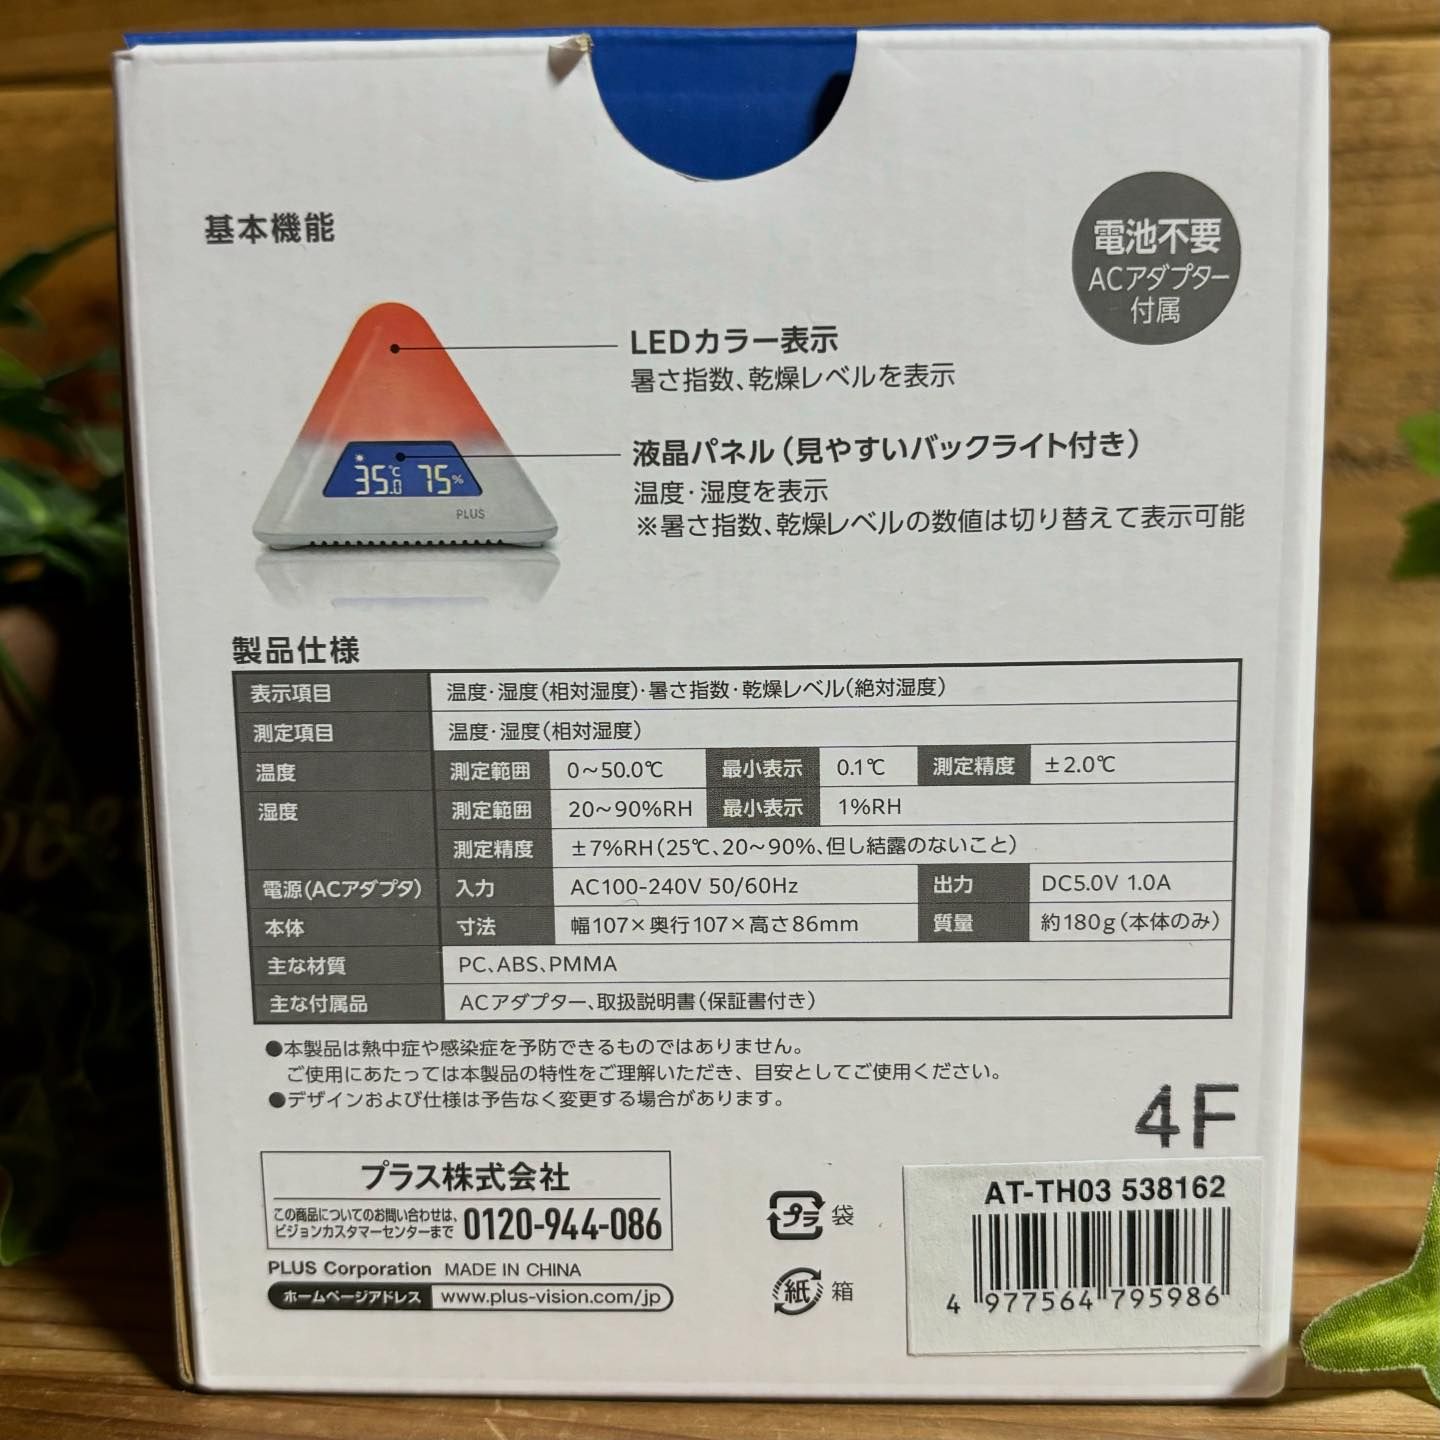 基本機能
電池不要
ACアダプター
付属
LEDカラー表示
暑さ指数、乾燥レベルを表示
液晶パネル(見やすいバックライト付き)
温度・湿度を表示
※暑さ指数、乾燥レベルの数値は切り替えて表示可能
35.0℃ 75%
PLUS
製品仕様
表示項目 温度・湿度(相対湿度)・暑さ指数・乾燥レベル(絶対湿度)
測定項目 温度・湿度(相対湿度)
温度 測定範囲 0～50.0℃ 最小表示 0.1℃ 測定精度 ±2.0℃
湿度 測定範囲 20～90%RH 最小表示 1%RH
測定精度 ±7%RH(25℃、20～90%、但し結露のないこと)
電源(ACアダプタ) 入力 AC100-240V 50/60Hz 出力 DC5.0V 1.0A
本体 寸法 幅107×奥行107×高さ86mm 質量 約180g(本体のみ)
主な材質 PC、ABS、PMMA
主な付属品 ACアダプター、取扱説明書(保証書付き)
●本製品は熱中症や感染症を予防できるものではありません。
ご使用にあたっては本製品の特性をご理解いただき、目安としてご使用ください。
●デザインおよび仕様は予告なく変更する場合があります。
4F
プラス株式会社
この商品についてのお問い合わせは、
ビジョンカスタマーセンターまで 0120-944-086
PLUS Corporation MADE IN CHINA
ホームページアドレス www.plus-vision.com/jp
プラ 袋
紙 箱
AT-TH03 538162
4 977564 795986